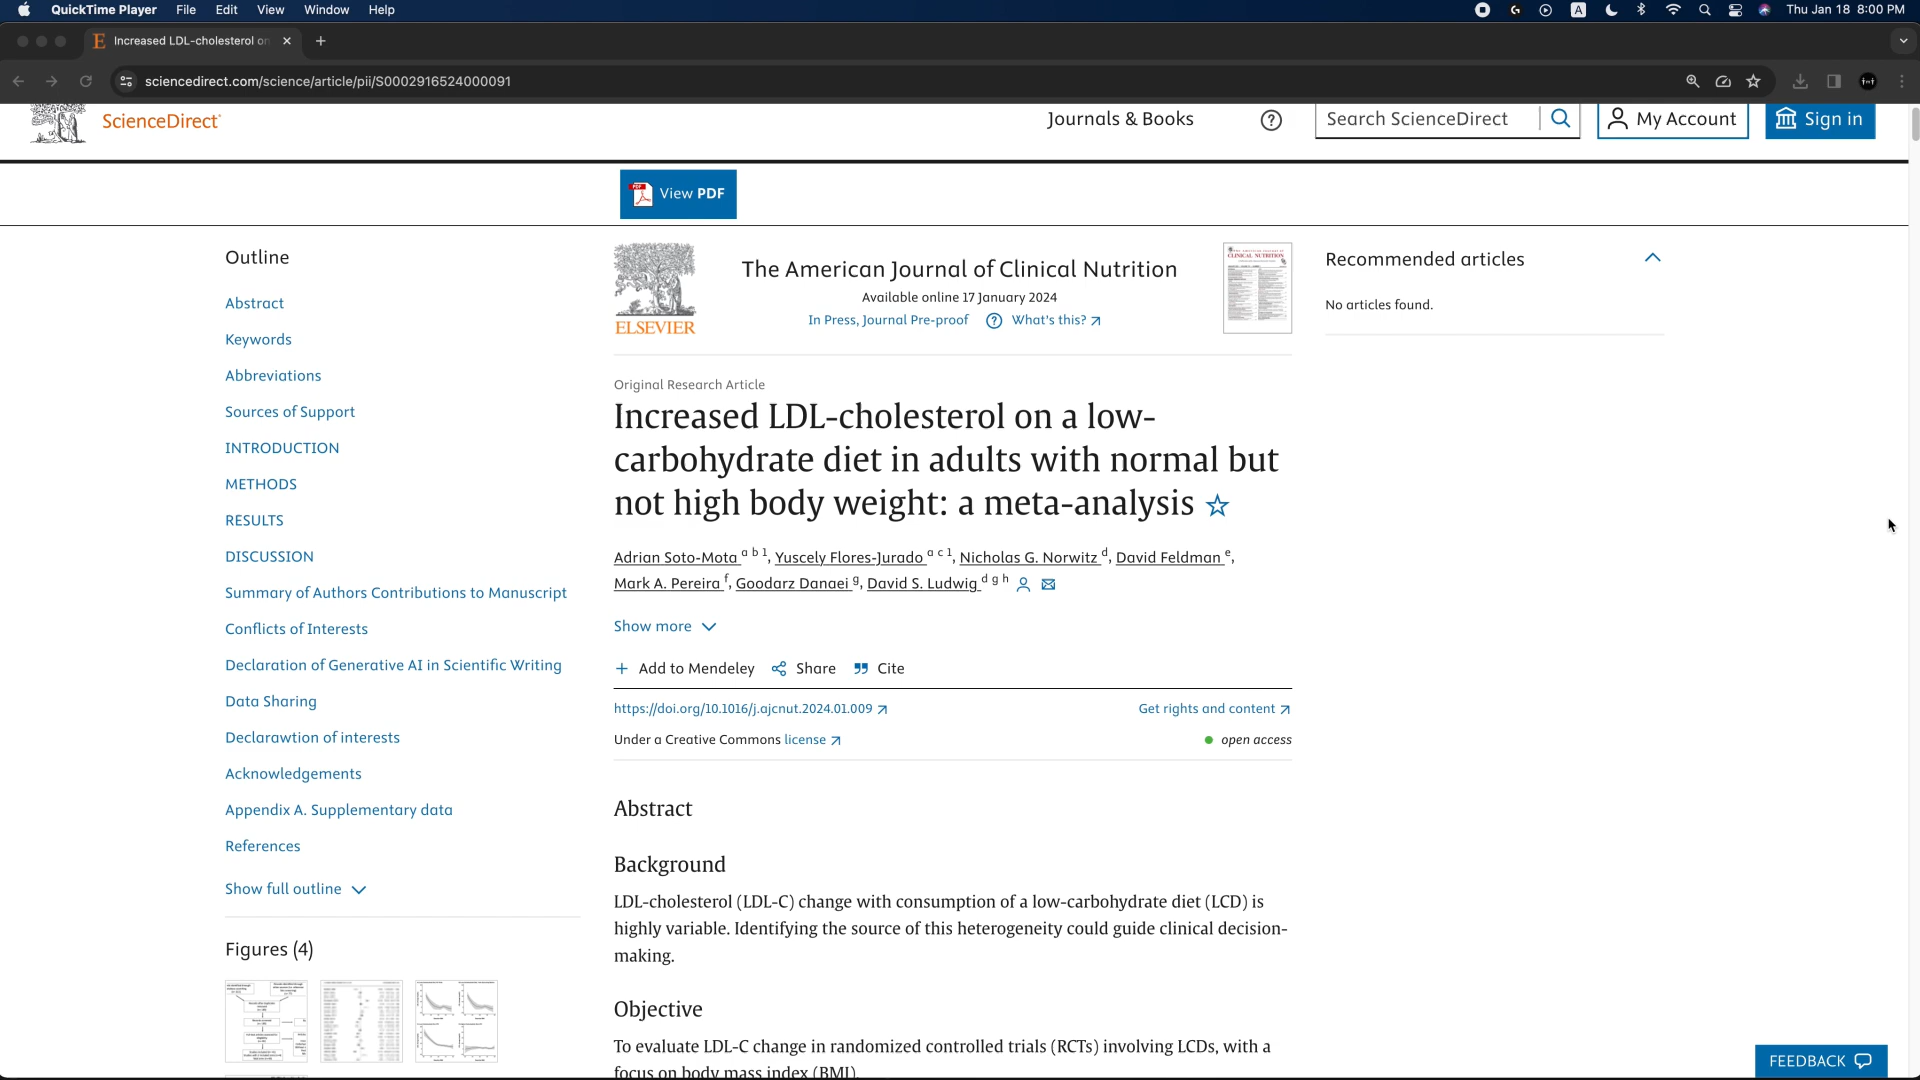 QuickTime Player File Edit View Window Help
A
Thu Jan 18 8:00 PM
Increased LDL-cholesterol on
sciencedirect.com/science/article/pii/S0002916524000091
ScienceDirect
Journals & Books
Search ScienceDirect
My Account
Sign in
View PDF
Outline
Abstract
Keywords
Abbreviations
Sources of Support
INTRODUCTION
METHODS
RESULTS
DISCUSSION
Summary of Authors Contributions to Manuscript
Conflicts of Interests
Declaration of Generative AI in Scientific Writing
Data Sharing
Declarawtion of interests
Acknowledgements
Appendix A. Supplementary data
References
Show full outline
Figures (4)
ELSEVIER
The American Journal of Clinical Nutrition
Available online 17 January 2024
In Press, Journal Pre-proof What's this?
CLINICAL NUTRITION
Original Research Article
Increased LDL-cholesterol on a low-
carbohydrate diet in adults with normal but
not high body weight: a meta-analysis
Adrian Soto-Mota a b 1, Yuscely Flores-Jurado a c 1, Nicholas G. Norwitz d, David Feldman e,
Mark A. Pereira f, Goodarz Danaei g, David S. Ludwig d g h
Show more
Add to Mendeley Share Cite
https://doi.org/10.1016/j.ajcnut.2024.01.009
Get rights and content
Under a Creative Commons license
open access
Abstract
Background
LDL-cholesterol (LDL-C) change with consumption of a low-carbohydrate diet (LCD) is
highly variable. Identifying the source of this heterogeneity could guide clinical decision-
making.
Objective
To evaluate LDL-C change in randomized controlled trials (RCTs) involving LCDs, with a
focus on body mass index (BMI).
Recommended articles
No articles found.
FEEDBACK